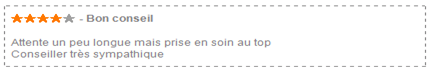 - Bon conseil
Attente un peu longue mais prise en soin au top
Conseiller très sympathique